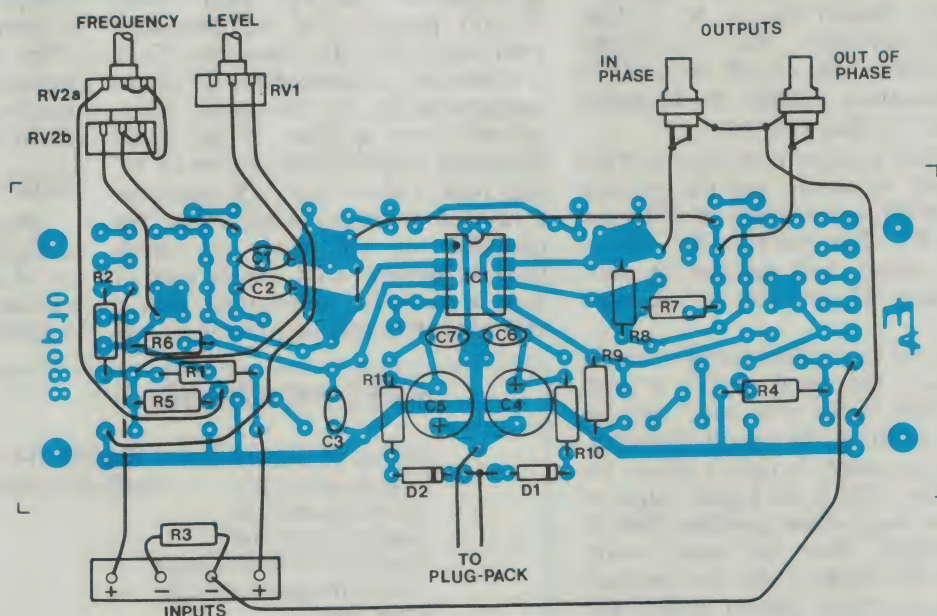 FREQUENCY
LEVEL
OUTPUTS
IN
PHASE
OUT OF
PHASE
RV2a
RV1
RV2b
R2
C1
C2
IC1
R6
R1
R5
C7
C6
R8
R7
R9
R11
C5
C4
R4
C3
R10
D2
D1
R3
TO
PLUG-PACK
+ − − +
INPUTS
EA